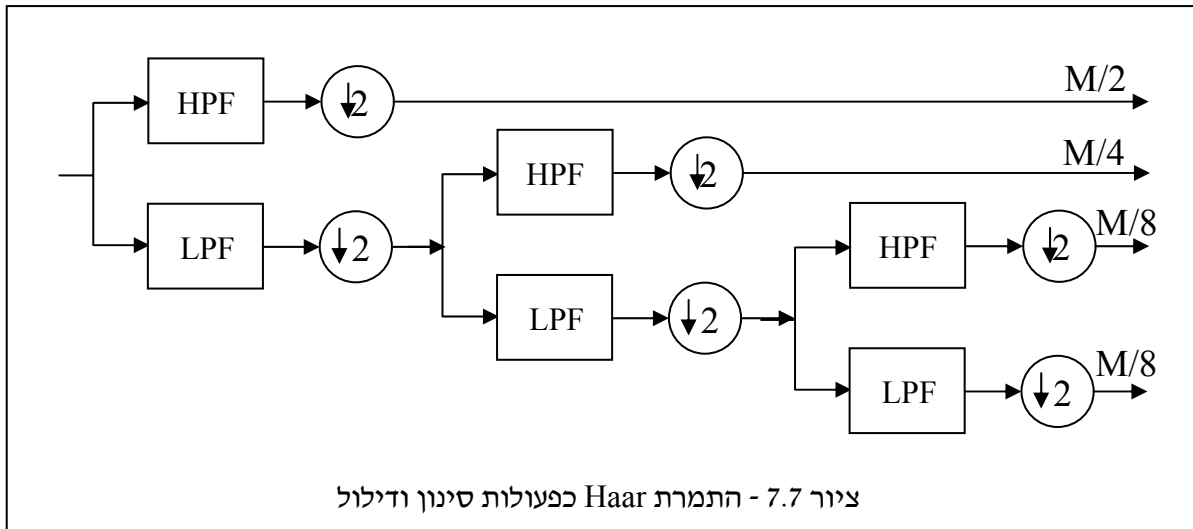 HPF ↓2 M/2
HPF ↓2 M/4
LPF ↓2 HPF ↓2 M/8
LPF ↓2
LPF ↓2 M/8
ציור 7.7 - התמרת Haar כפעולות סינון ודילול